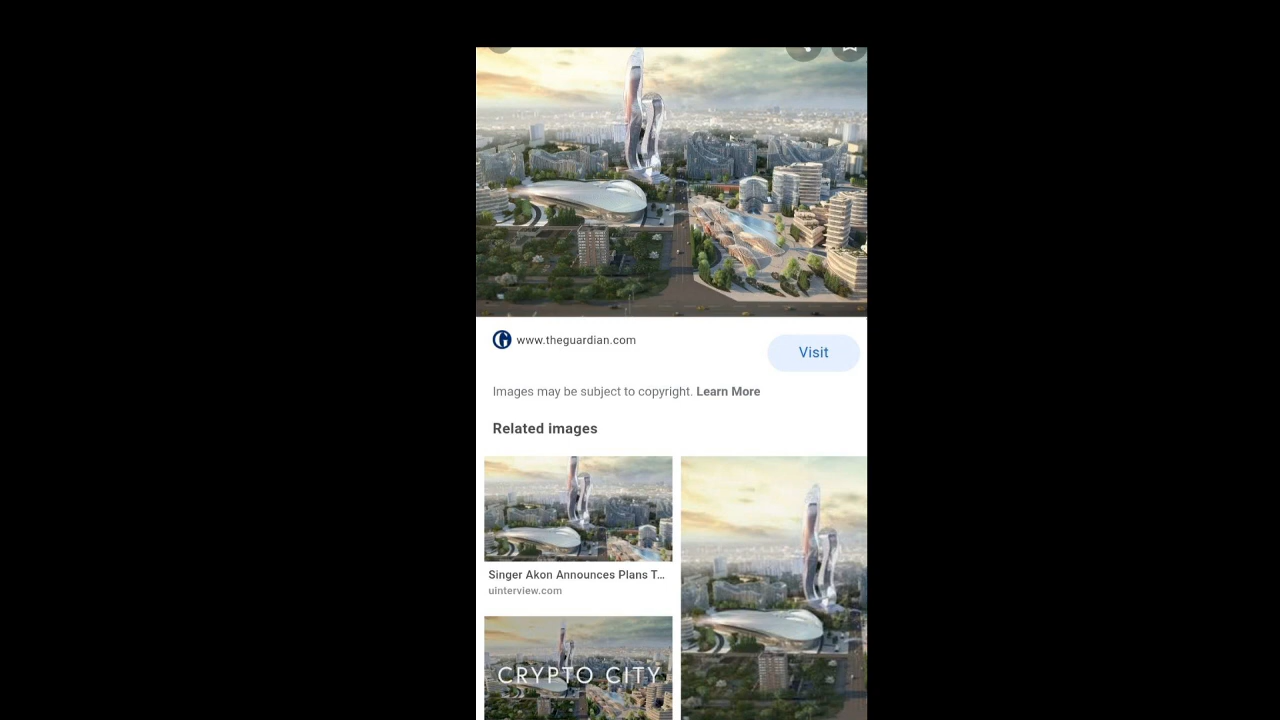 G www.theguardian.com
Visit
Images may be subject to copyright. Learn More
Related images
Singer Akon Announces Plans T...
uinterview.com
CRYPTO CITY